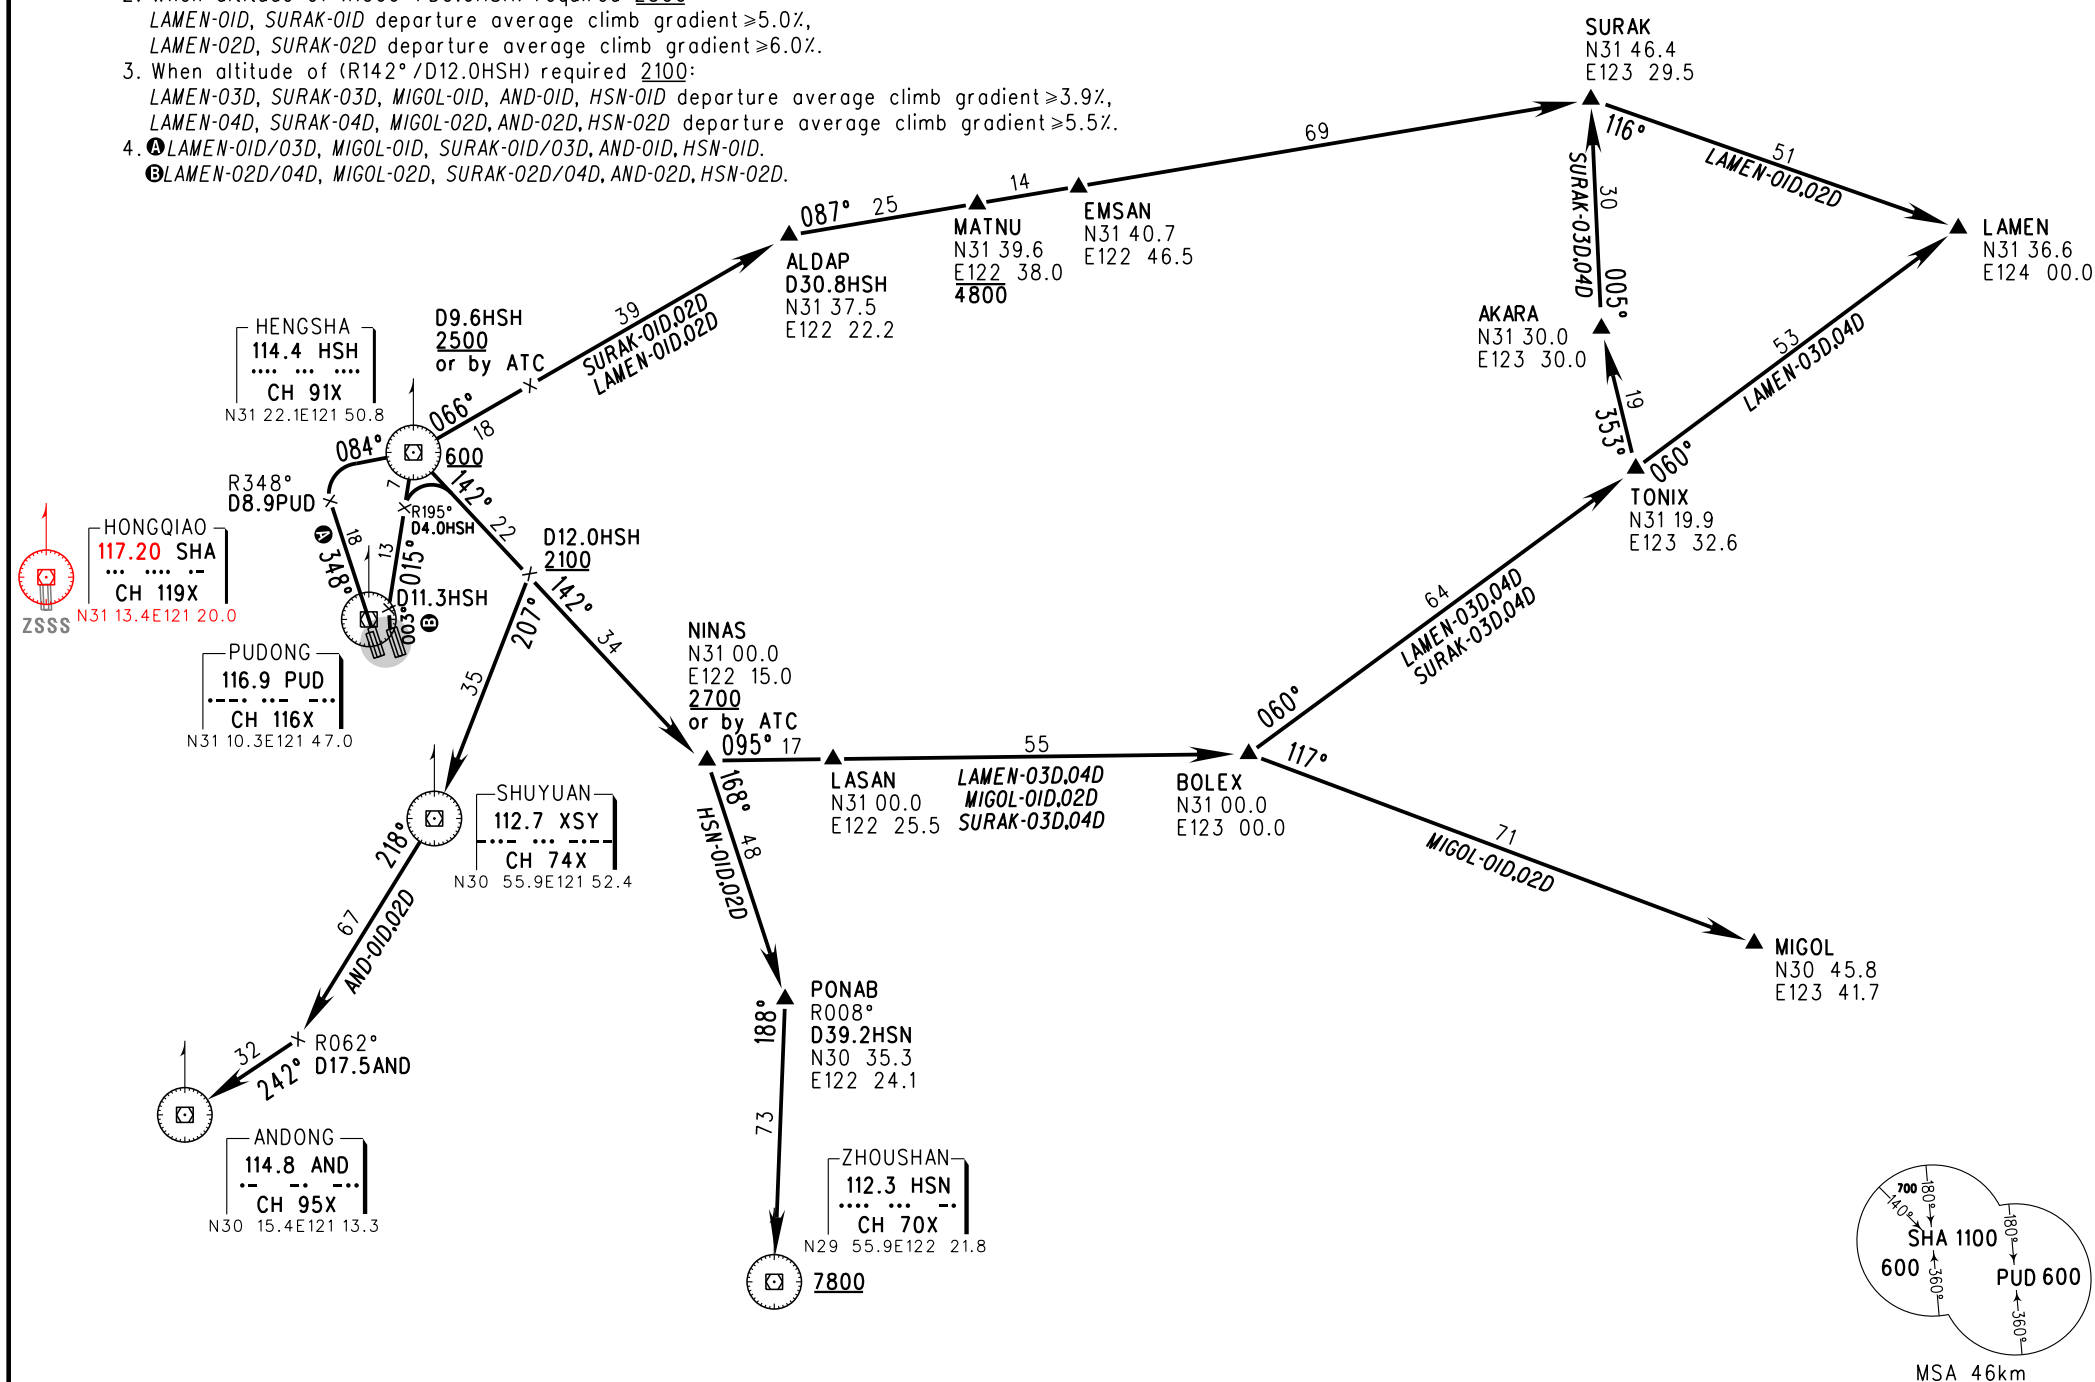 LAMEN-01D, SURAK-01D departure average climb gradient≥5.0%,
LAMEN-02D, SURAK-02D departure average climb gradient≥6.0%.
3. When altitude of (R142°/D12.0HSH) required 2100:
LAMEN-03D, SURAK-03D, MIGOL-01D, AND-01D, HSN-01D departure average climb gradient≥3.9%,
LAMEN-04D, SURAK-04D, MIGOL-02D, AND-02D, HSN-02D departure average climb gradient≥5.5%.
4. A LAMEN-01D/03D, MIGOL-01D, SURAK-01D/03D, AND-01D, HSN-01D.
B LAMEN-02D/04D, MIGOL-02D, SURAK-02D/04D, AND-02D, HSN-02D.
SURAK
N31 46.4
E123 29.5
116°
51
LAMEN-01D,02D
69
30
SURAK-03D,04D
005°
LAMEN
N31 36.6
E124 00.0
087°
25
14
MATNU
N31 39.6
E122 38.0
4800
EMSAN
N31 40.7
E122 46.5
ALDAP
D30.8HSH
N31 37.5
E122 22.2
39
SURAK-01D,02D
LAMEN-01D,02D
D9.6HSH
2500
or by ATC
066°
18
HENGSHA
114.4 HSH
CH 91X
N31 22.1E121 50.8
084°
600
R348°
D8.9PUD
7
R195°
D4.0HSH
142°
22
A
18
348°
13
015°
D11.3HSH
003°
B
HONGQIAO
117.20 SHA
CH 119X
N31 13.4E121 20.0
ZSSS
PUDONG
116.9 PUD
CH 116X
N31 10.3E121 47.0
D12.0HSH
2100
142°
207°
34
35
AKARA
N31 30.0
E123 30.0
19
353°
53
LAMEN-03D,04D
060°
TONIX
N31 19.9
E123 32.6
64
LAMEN-03D,04D
SURAK-03D,04D
060°
NINAS
N31 00.0
E122 15.0
2700
or by ATC
095°
17
LASAN
N31 00.0
E122 25.5
55
LAMEN-03D,04D
MIGOL-01D,02D
SURAK-03D,04D
BOLEX
N31 00.0
E123 00.0
117°
71
MIGOL-01D,02D
MIGOL
N30 45.8
E123 41.7
168°
48
HSN-01D,02D
SHUYUAN
112.7 XSY
CH 74X
N30 55.9E121 52.4
218°
67
AND-01D,02D
PONAB
R008°
D39.2HSN
N30 35.3
E122 24.1
188°
73
R062°
D17.5AND
32
242°
ANDONG
114.8 AND
CH 95X
N30 15.4E121 13.3
ZHOUSHAN
112.3 HSN
CH 70X
N29 55.9E122 21.8
7800
700
180°
140°
SHA 1100
600
360°
180°
PUD 600
360°
MSA 46km